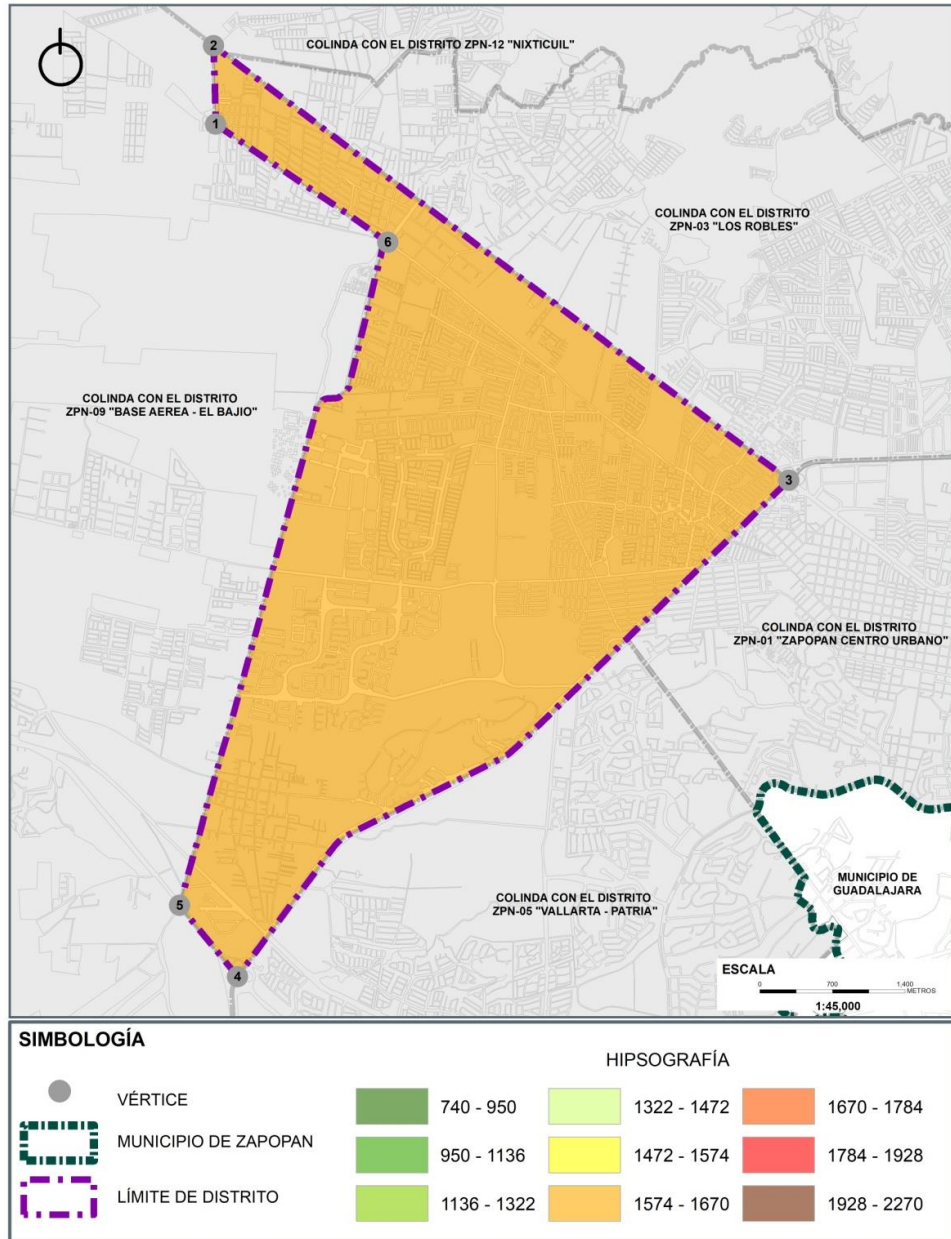 2
COLINDA CON EL DISTRITO ZPN-12 "NIXTICUIL"
1
COLINDA CON EL DISTRITO
ZPN-03 "LOS ROBLES"
6
COLINDA CON EL DISTRITO
ZPN-09 "BASE AEREA - EL BAJIO"
3
COLINDA CON EL DISTRITO
ZPN-01 "ZAPOPAN CENTRO URBANO"
MUNICIPIO DE
GUADALAJARA
5
COLINDA CON EL DISTRITO
ZPN-05 "VALLARTA - PATRIA"
4
ESCALA
0 700 1,400
METROS
1:45,000
SIMBOLOGÍA
VÉRTICE
MUNICIPIO DE ZAPOPAN
LÍMITE DE DISTRITO
HIPSOGRAFÍA
740 - 950
950 - 1136
1136 - 1322
1322 - 1472
1472 - 1574
1574 - 1670
1670 - 1784
1784 - 1928
1928 - 2270